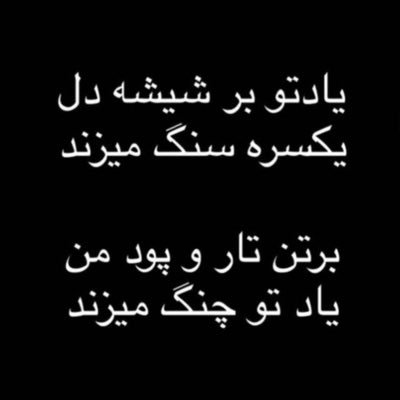 یادتو بر شیشه دل
یکسره سنگ میزند
برتن تار و پود من
یاد تو چنگ میزند